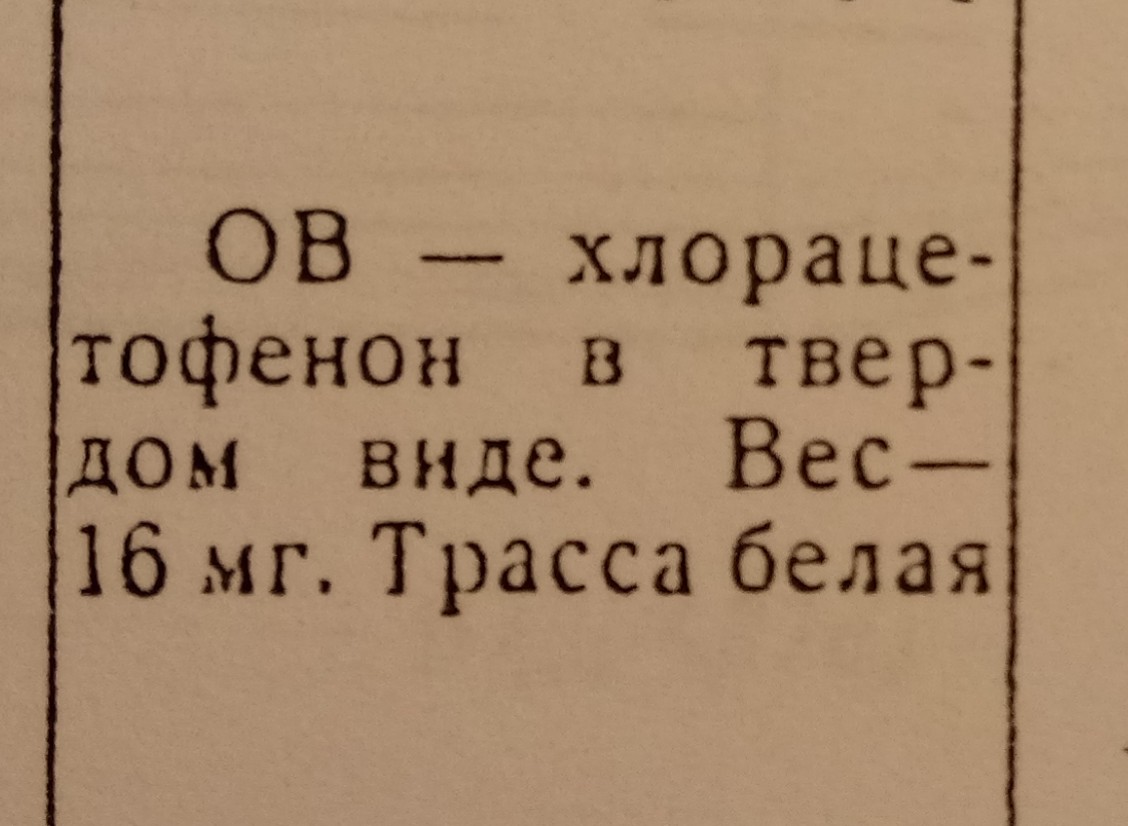 ОВ — хлораце-
тофенон в твер-
дом виде. Вес —
16 мг. Трасса белая